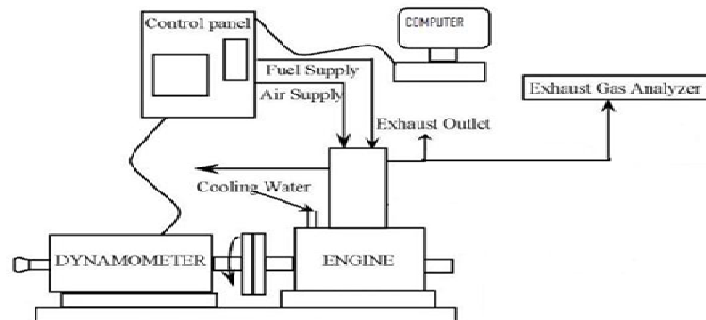 Control panel
COMPUTER
Fuel Supply
Air Supply
Exhaust Gas Analyzer
Exhaust Outlet
Cooling Water
DYNAMOMETER
ENGINE